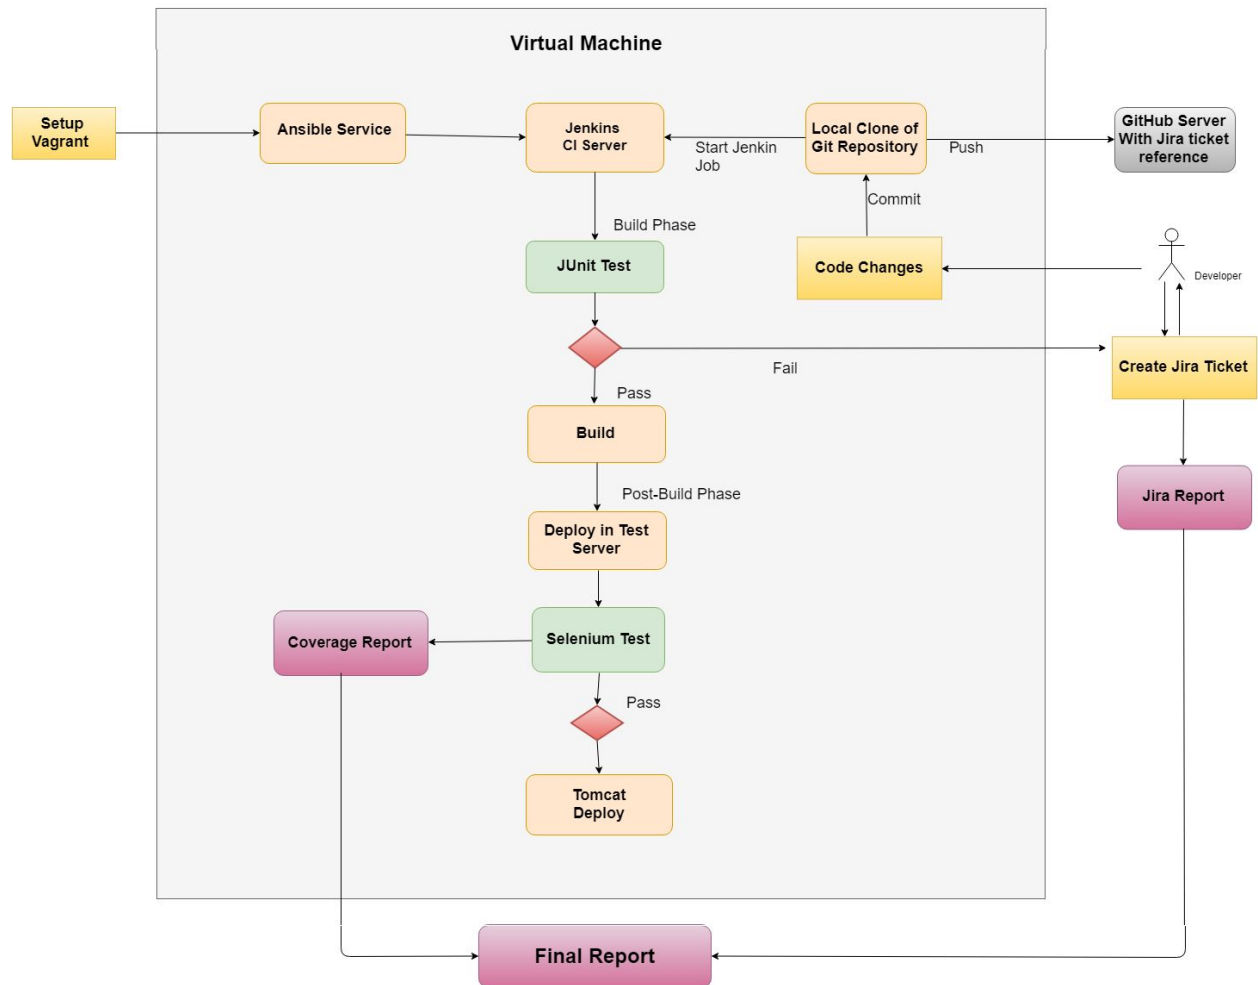 Virtual Machine
Setup
Vagrant
Ansible Service
Jenkins
CI Server
Start Jenkin
Job
Local Clone of
Git Repository
Push
GitHub Server
With Jira ticket
reference
Commit
Build Phase
JUnit Test
Code Changes
Developer
Fail
Create Jira Ticket
Pass
Build
Post-Build Phase
Jira Report
Deploy in Test
Server
Coverage Report
Selenium Test
Pass
Tomcat
Deploy
Final Report